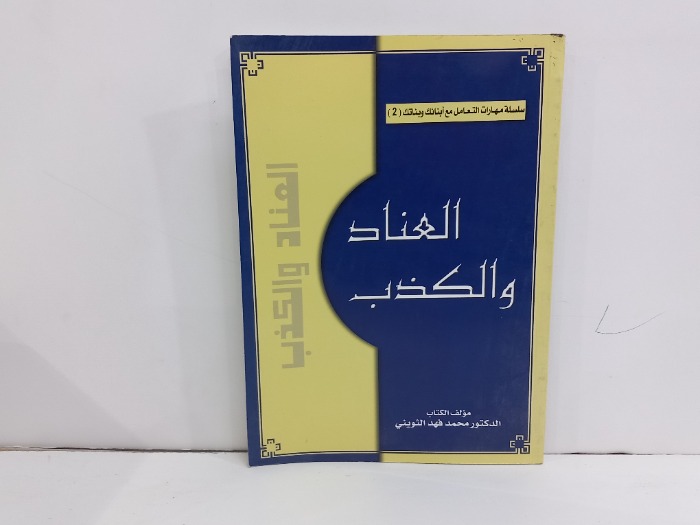 سلسلة مهارات التعامل مع أبنائك وبناتك ( 2 )
العناد
والكذب
العناد والكذب
مؤلف الكتاب
الدكتور محمد فهد الثويني